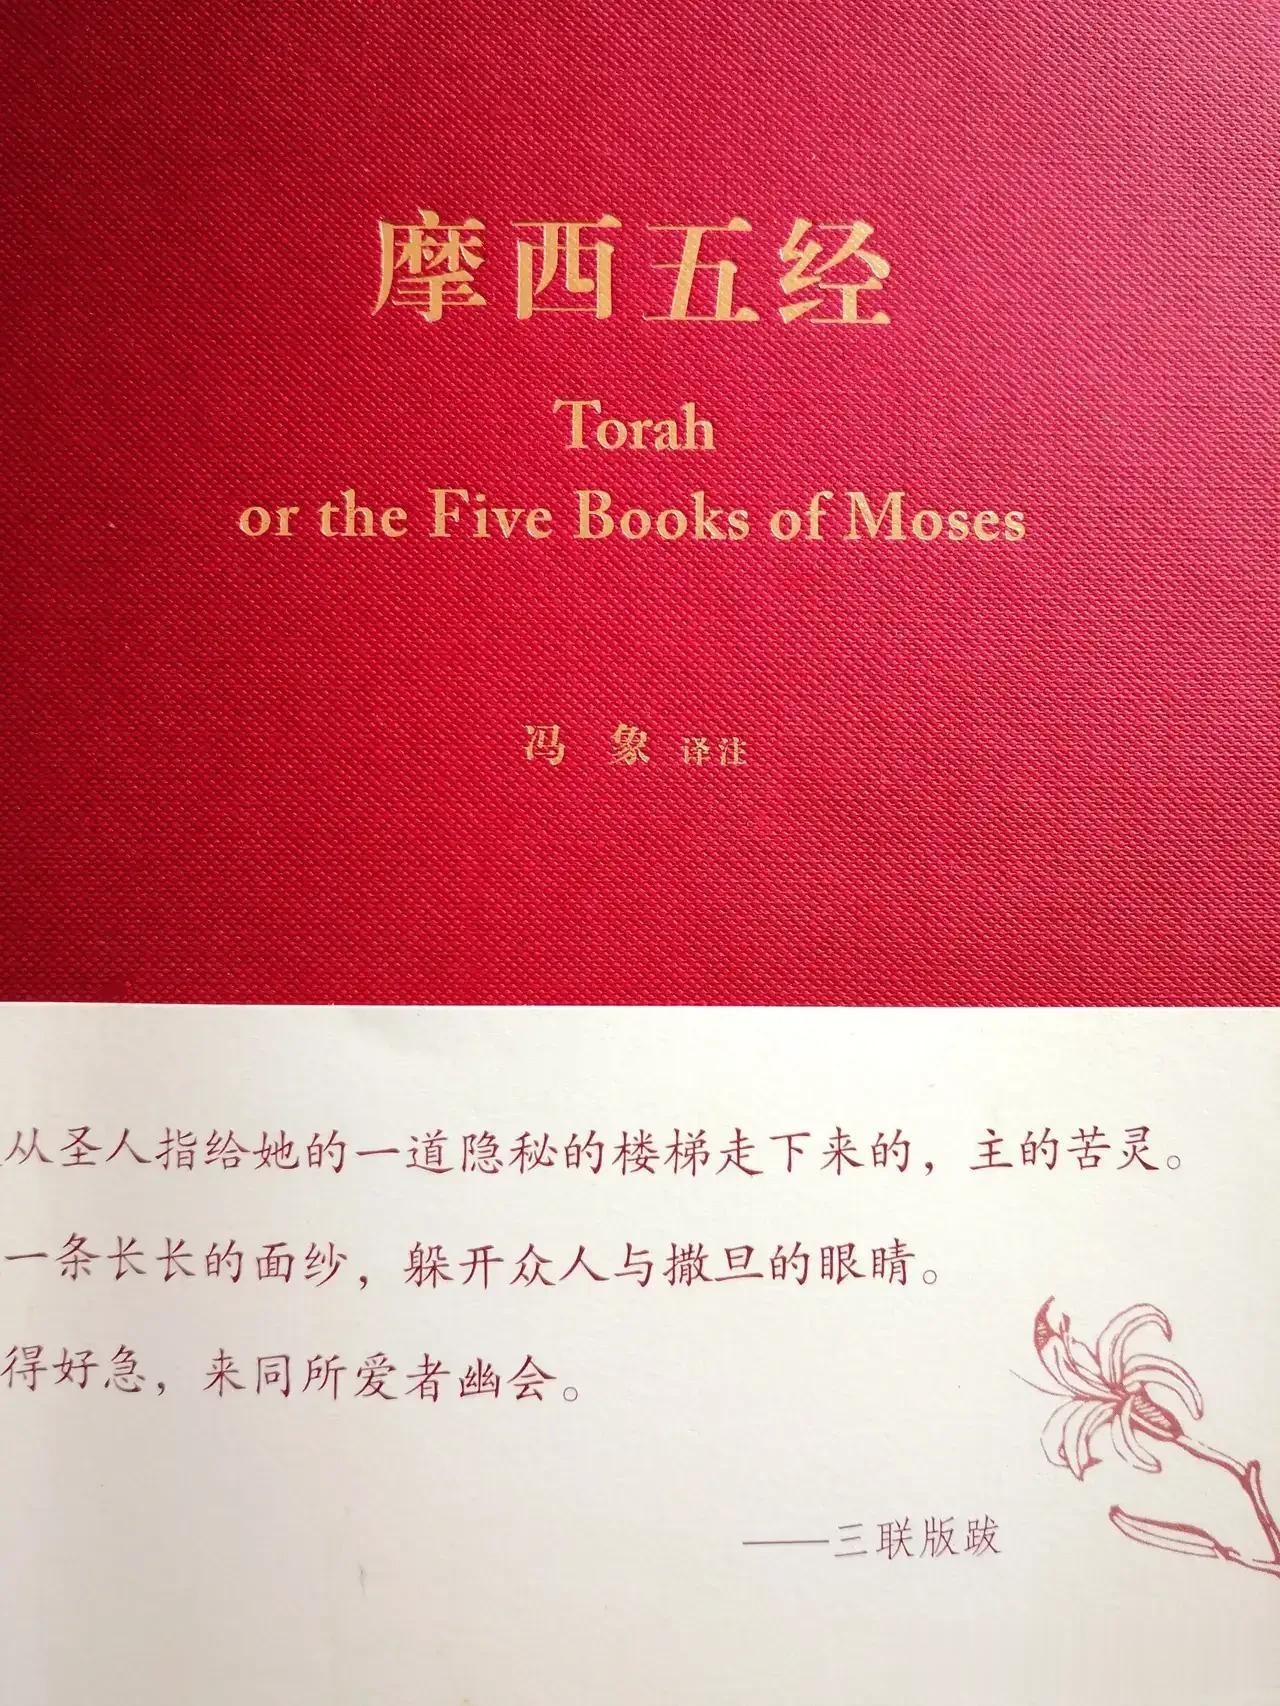 摩西五经
Torah
or the Five Books of Moses
冯 象 译注
从圣人指给她的一道隐秘的楼梯走下来的，主的苦灵。
一条长长的面纱，躲开众人与撒旦的眼睛。
得好急，来同所爱者幽会。
——三联版跋